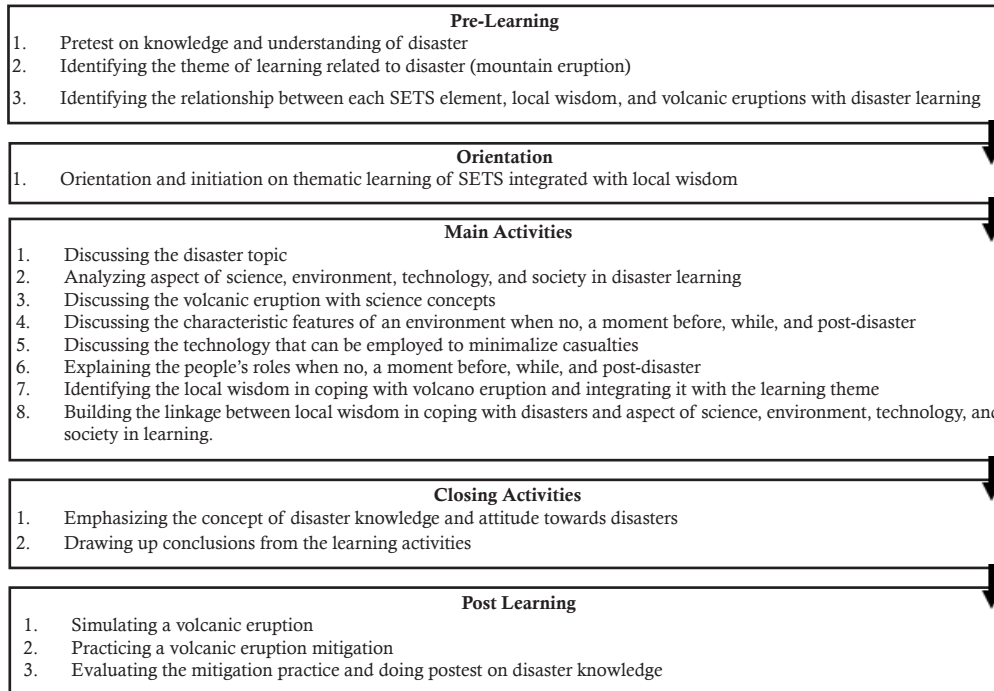 Pre-Learning
1. Pretest on knowledge and understanding of disaster
2. Identifying the theme of learning related to disaster (mountain eruption)
3. Identifying the relationship between each SETS element, local wisdom, and volcanic eruptions with disaster learning
Orientation
1. Orientation and initiation on thematic learning of SETS integrated with local wisdom
Main Activities
1. Discussing the disaster topic
2. Analyzing aspect of science, environment, technology, and society in disaster learning
3. Discussing the volcanic eruption with science concepts
4. Discussing the characteristic features of an environment when no, a moment before, while, and post-disaster
5. Discussing the technology that can be employed to minimalize casualties
6. Explaining the people's roles when no, a moment before, while, and post-disaster
7. Identifying the local wisdom in coping with volcano eruption and integrating it with the learning theme
8. Building the linkage between local wisdom in coping with disasters and aspect of science, environment, technology, and
society in learning.
Closing Activities
1. Emphasizing the concept of disaster knowledge and attitude towards disasters
2. Drawing up conclusions from the learning activities
Post Learning
1. Simulating a volcanic eruption
2. Practicing a volcanic eruption mitigation
3. Evaluating the mitigation practice and doing postest on disaster knowledge